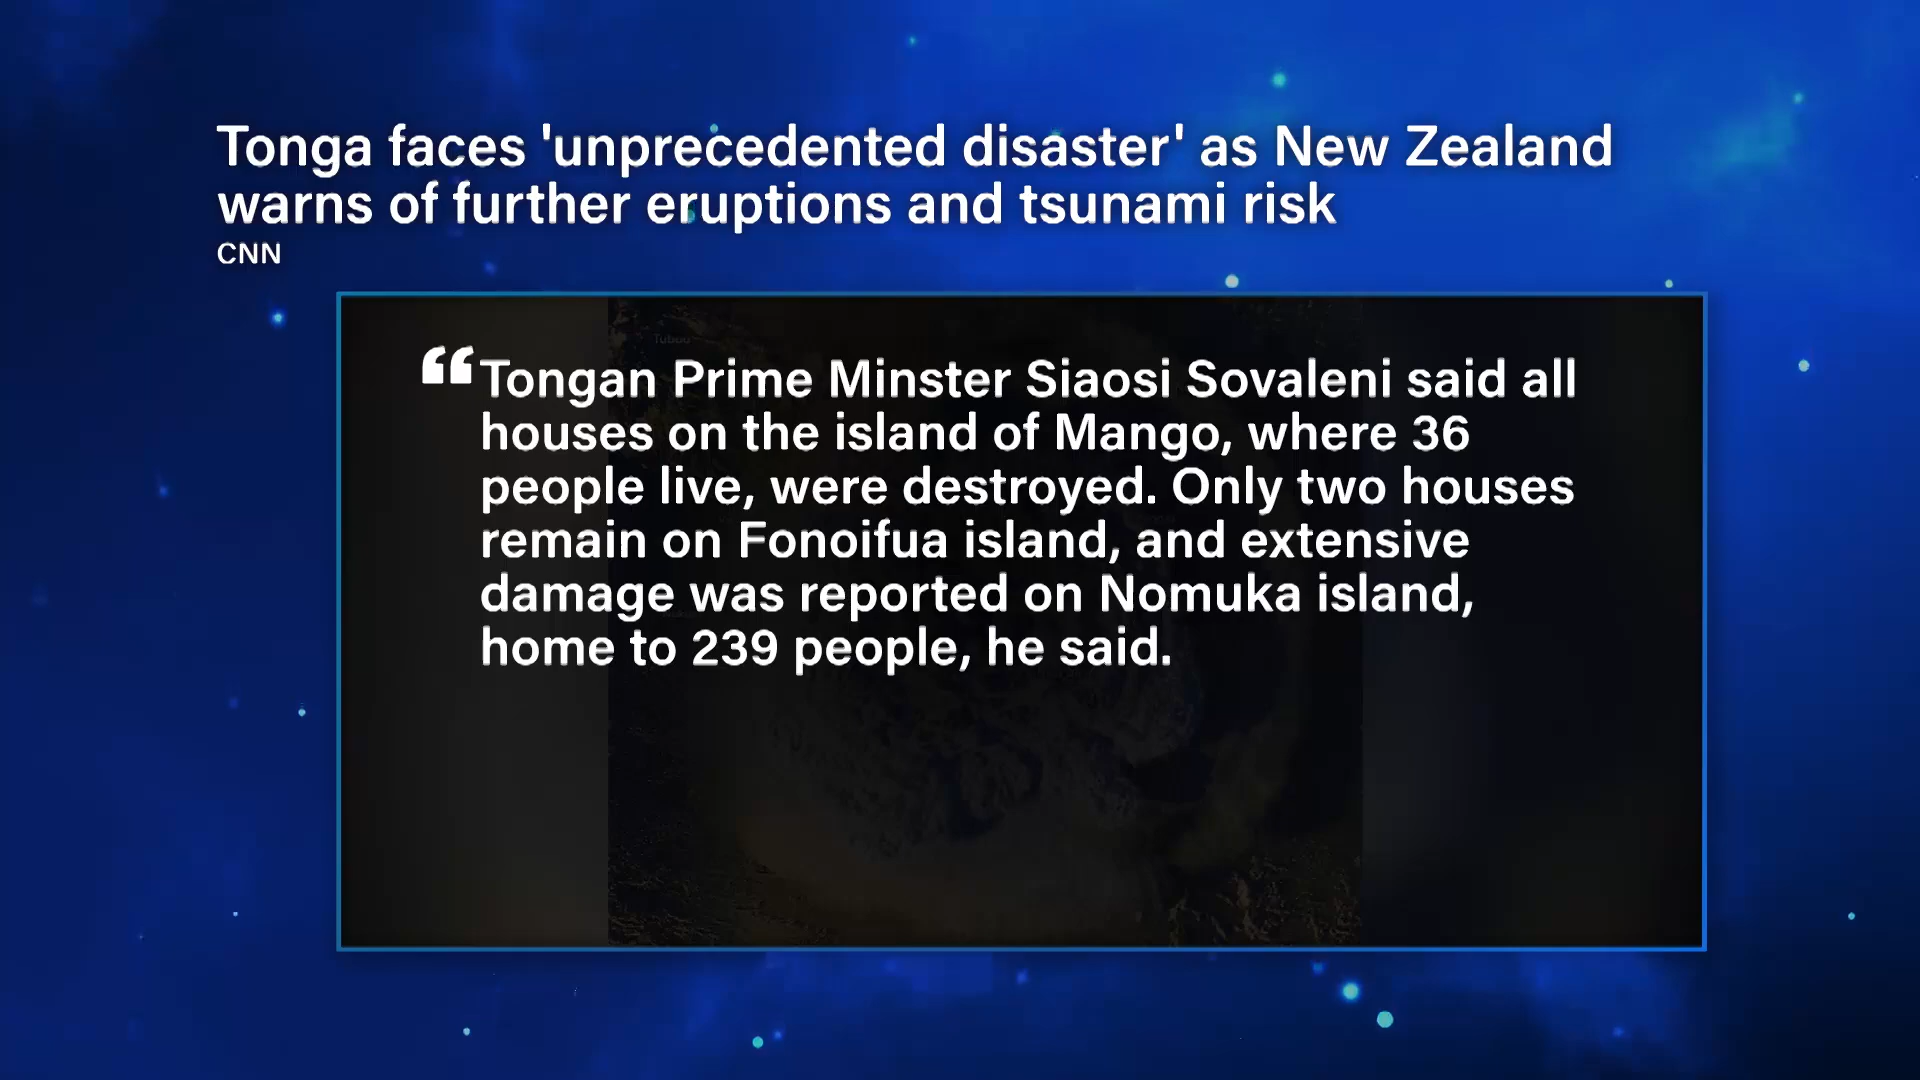 Tonga faces 'unprecedented disaster' as New Zealand
warns of further eruptions and tsunami risk
CNN
Tubou
“Tongan Prime Minster Siaosi Sovaleni said all
houses on the island of Mango, where 36
people live, were destroyed. Only two houses
remain on Fonoifua island, and extensive
damage was reported on Nomuka island,
home to 239 people, he said.